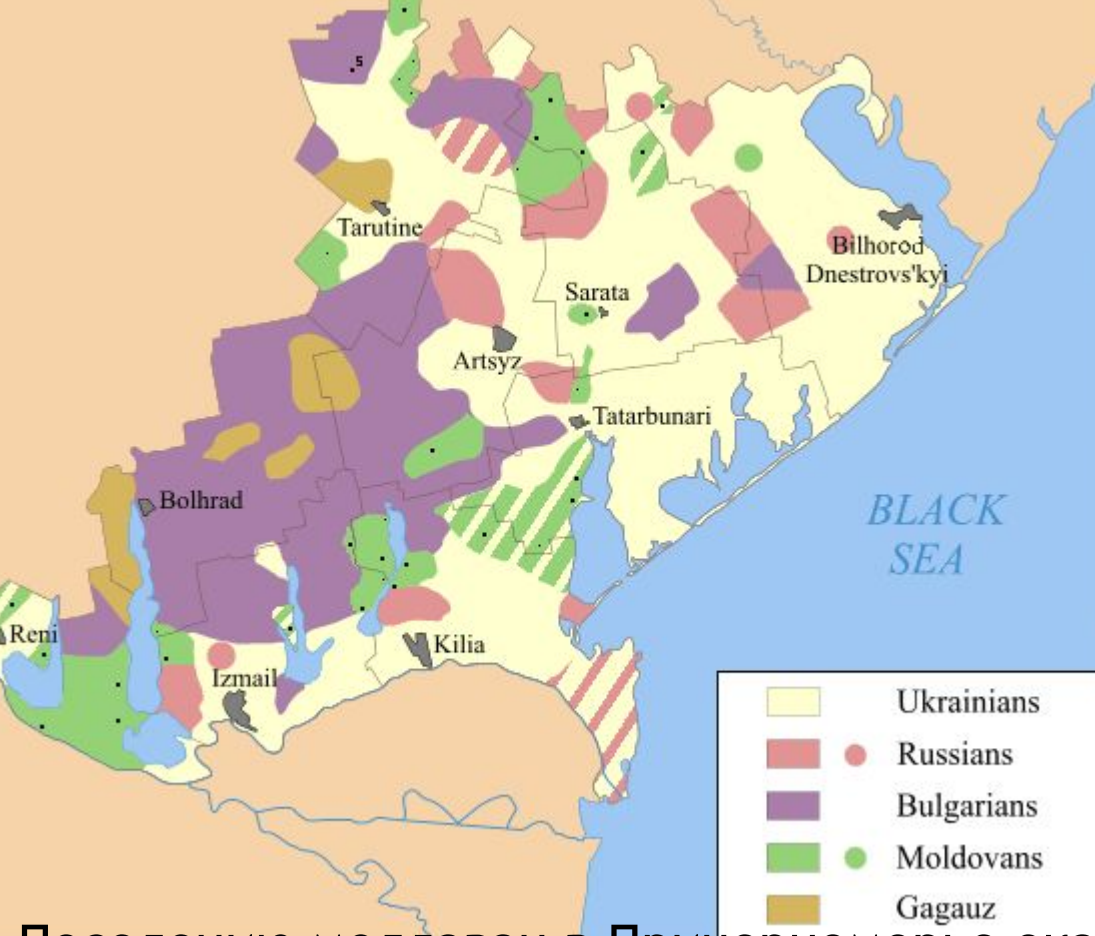 5
Tarutine
Bilhorod
Dnestrovs'kyi
Sarata
Artsyz
Tatarbunari
Bolhrad
BLACK
SEA
Reni
Kilia
Izmail
Ukrainians
Russians
Bulgarians
Moldovans
Gagauz